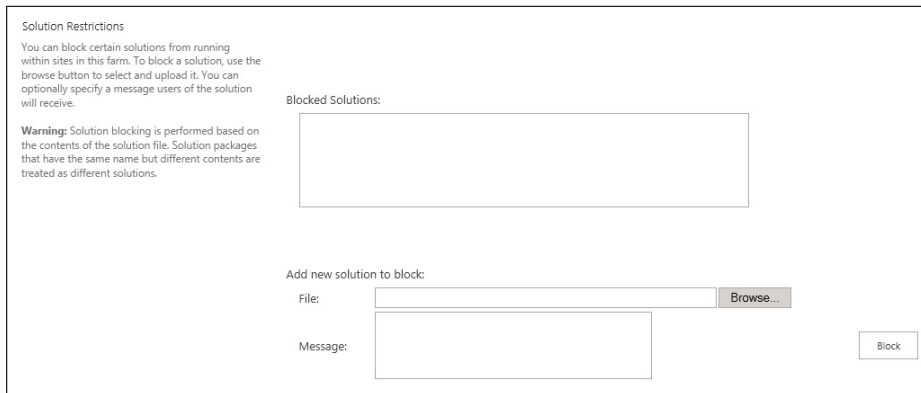 Solution Restrictions
You can block certain solutions from running
within sites in this farm. To block a solution, use the
browse button to select and upload it. You can
optionally specify a message users of the solution
will receive.
Warning: Solution blocking is performed based on
the contents of the solution file. Solution packages
that have the same name but different contents are
treated as different solutions.
Blocked Solutions:
Add new solution to block:
File:
Browse...
Message:
Block